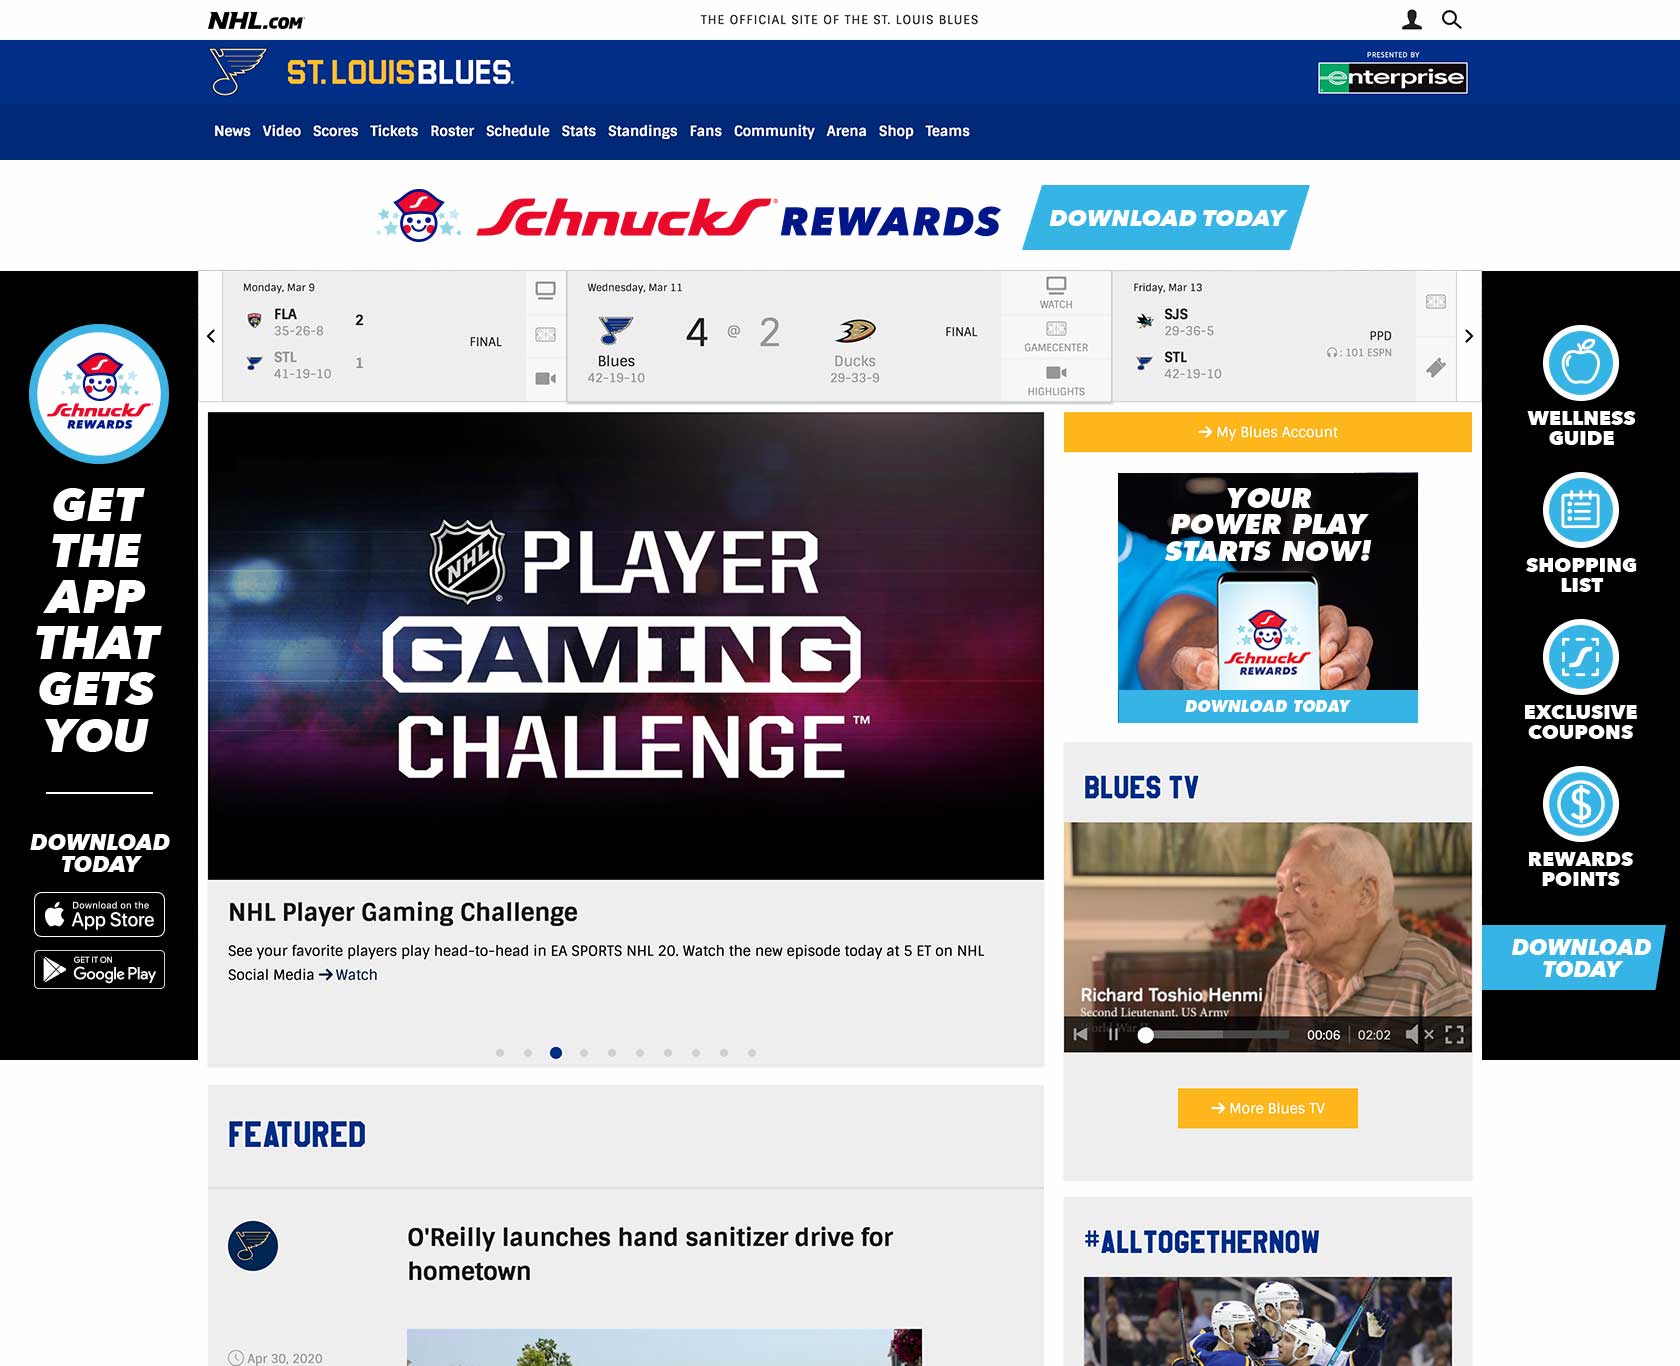 NHL.COM
THE OFFICIAL SITE OF THE ST. LOUIS BLUES
ST. LOUIS BLUES
PRESENTED BY
enterprise
News Video Scores Tickets Roster Schedule Stats Standings Fans Community Arena Shop Teams
Schnucks REWARDS
DOWNLOAD TODAY
Monday, Mar 9
FLA 2
35-26-8
STL 1
41-19-10
FINAL
Wednesday, Mar 11
4 @ 2
Blues
42-19-10
Ducks
29-33-9
FINAL
WATCH
GAMECENTER
HIGHLIGHTS
Friday, Mar 13
SJS
29-36-5
STL
42-19-10
PPD
: 101 ESPN
Schnucks
REWARDS
GET
THE
APP
THAT
GETS
YOU
DOWNLOAD
TODAY
Download on the
App Store
GET IT ON
Google Play
NHL
PLAYER
GAMING
CHALLENGE™
NHL Player Gaming Challenge
See your favorite players play head-to-head in EA SPORTS NHL 20. Watch the new episode today at 5 ET on NHL
Social Media → Watch
→ My Blues Account
YOUR
POWER PLAY
STARTS NOW!
Schnucks
REWARDS
DOWNLOAD TODAY
BLUES TV
Richard Toshio Henmi
Second Lieutenant, US Army
World War
00:06 | 02:02
→ More Blues TV
WELLNESS
GUIDE
SHOPPING
LIST
EXCLUSIVE
COUPONS
$
REWARDS
POINTS
DOWNLOAD
TODAY
FEATURED
O'Reilly launches hand sanitizer drive for
hometown
Apr 30, 2020
#ALLTOGETHERNOW